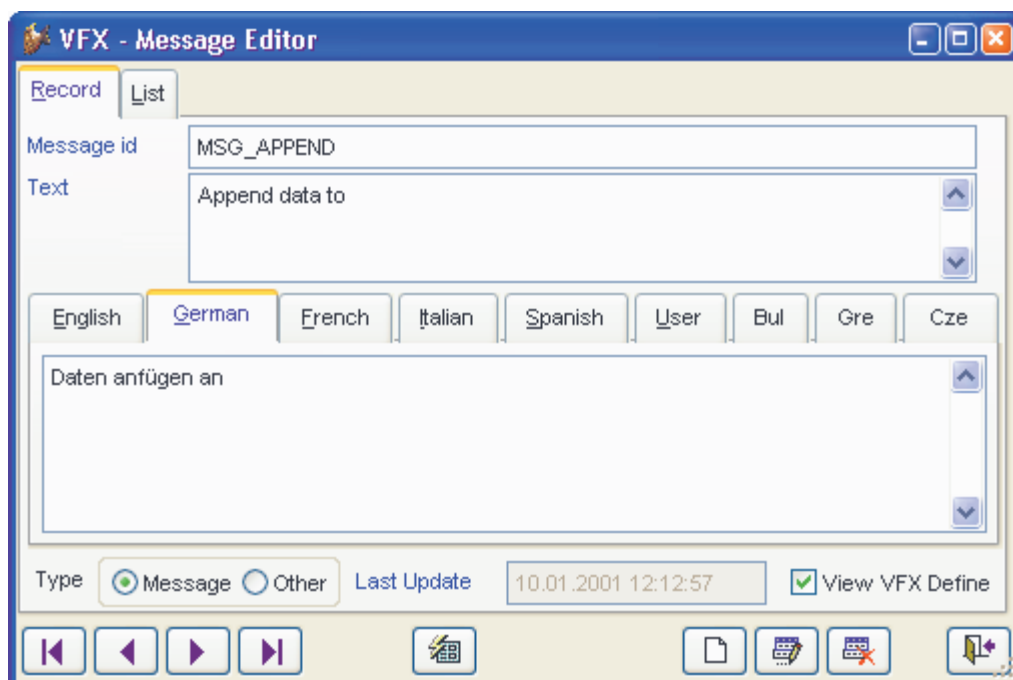 VFX - Message Editor
Record List
Message id MSG_APPEND
Text Append data to
English German French Italian Spanish User Bul Gre Cze
Daten anfügen an
Type Message Other Last Update 10.01.2001 12:12:57 View VFX Define